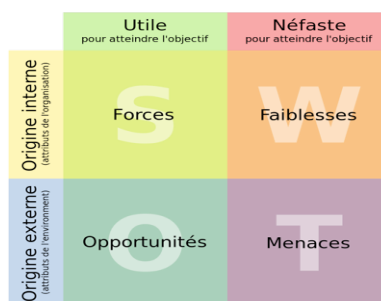 Utile
pour atteindre l'objectif
Néfaste
pour atteindre l'objectif
Origine interne
(attributs de l'organisation)
S
Forces
W
Faiblesses
Origine externe
(attributs de l'environment)
O
Opportunités
T
Menaces